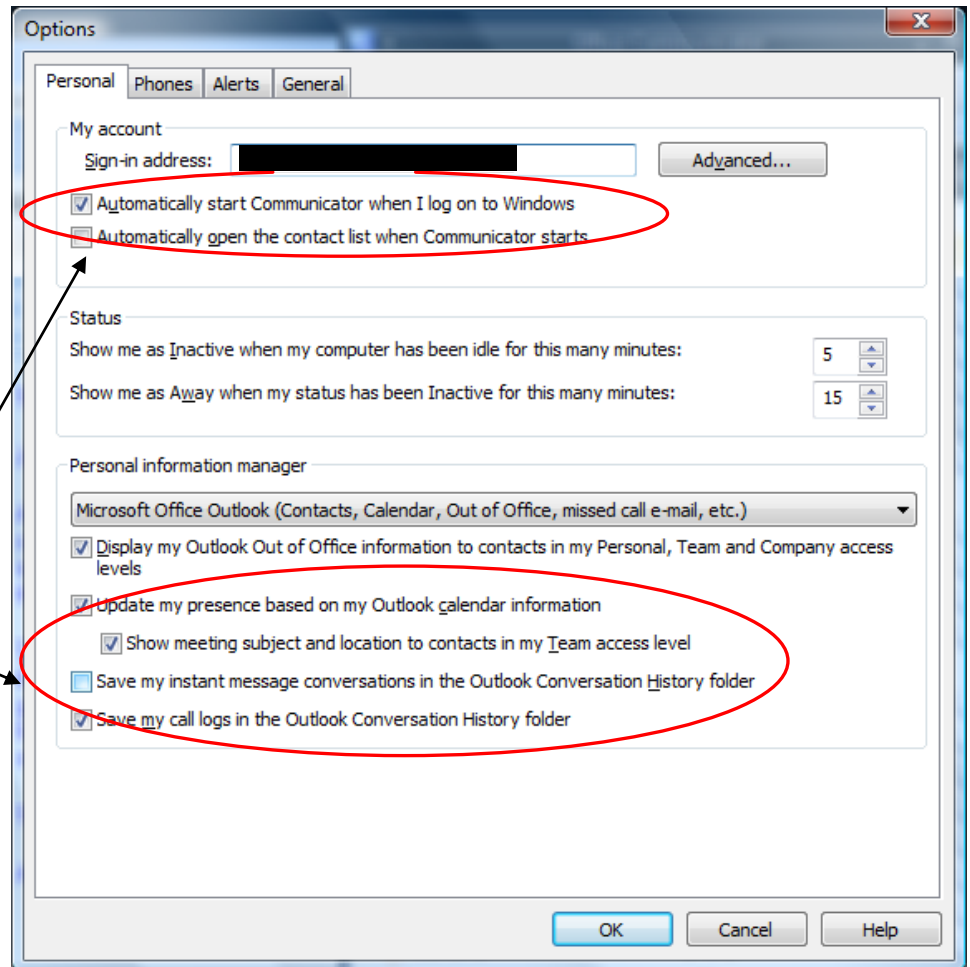 Options
Personal
Phones
Alerts
General
My account
Sign-in address:
Advanced...
Automatically start Communicator when I log on to Windows
Automatically open the contact list when Communicator starts
Status
Show me as Inactive when my computer has been idle for this many minutes:
5
Show me as Away when my status has been Inactive for this many minutes:
15
Personal information manager
Microsoft Office Outlook (Contacts, Calendar, Out of Office, missed call e-mail, etc.)
Display my Outlook Out of Office information to contacts in my Personal, Team and Company access
levels
Update my presence based on my Outlook calendar information
Show meeting subject and location to contacts in my Team access level
Save my instant message conversations in the Outlook Conversation History folder
Save my call logs in the Outlook Conversation History folder
OK
Cancel
Help